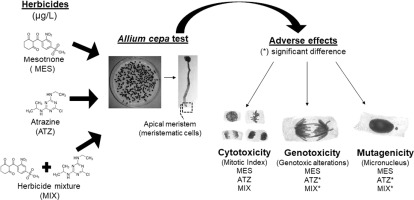 Herbicides
(µg/L)
Mesotrione
(MES)
Atrazine
(ATZ)
Herbicide mixture
(MIX)
Allium cepa test
Apical meristem
(meristematic cells)
Adverse effects
(*) significant difference
Cytotoxicity
(Mitotic Index)
MES
ATZ
MIX
Genotoxicity
(Genotoxic alterations)
MES
ATZ*
MIX*
Mutagenicity
(Micronucleus)
MES
ATZ*
MIX*